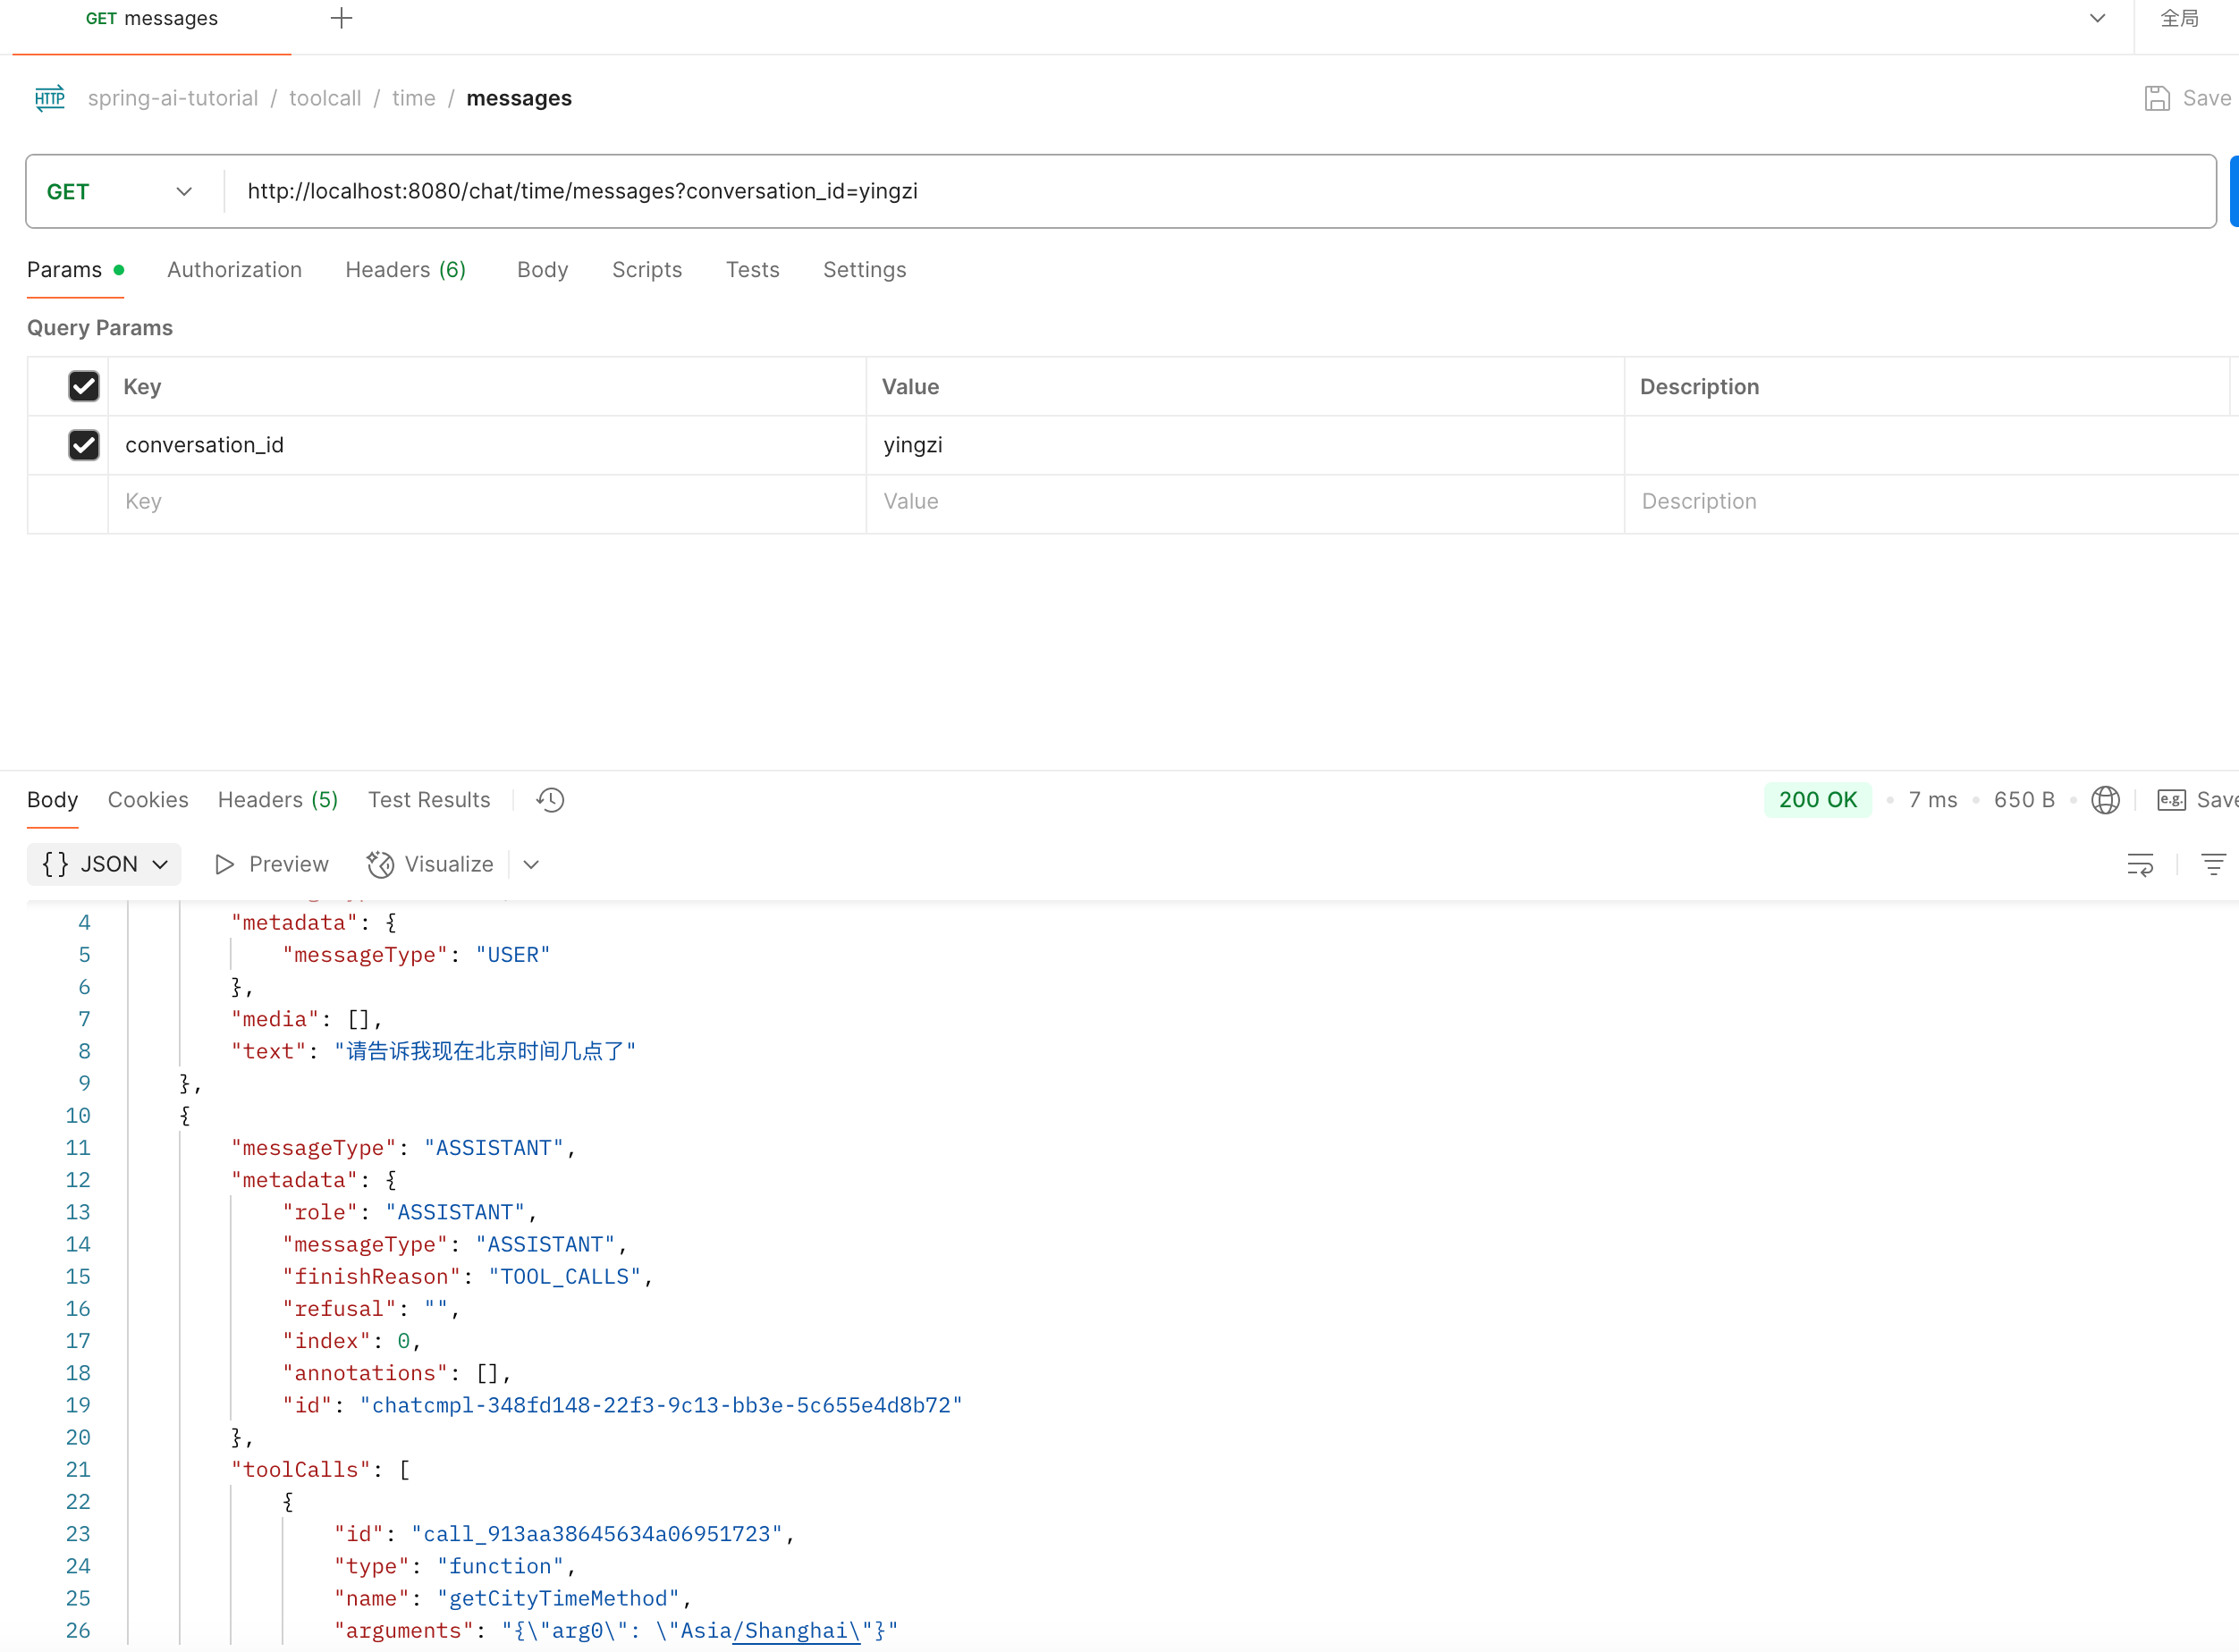 GET messages
全局
HTTP spring-ai-tutorial / toolcall / time / messages
Save
GET http://localhost:8080/chat/time/messages?conversation_id=yingzi
Params Authorization Headers (6) Body Scripts Tests Settings
Query Params
Key Value Description
conversation_id yingzi
Key Value Description
Body Cookies Headers (5) Test Results 200 OK 7 ms 650 B e.g. Save
{} JSON Preview Visualize
4 "metadata": {
5 "messageType": "USER"
6 },
7 "media": [],
8 "text": "请告诉我现在北京时间几点了"
9 },
10 {
11 "messageType": "ASSISTANT",
12 "metadata": {
13 "role": "ASSISTANT",
14 "messageType": "ASSISTANT",
15 "finishReason": "TOOL_CALLS",
16 "refusal": "",
17 "index": 0,
18 "annotations": [],
19 "id": "chatcmpl-348fd148-22f3-9c13-bb3e-5c655e4d8b72"
20 },
21 "toolCalls": [
22 {
23 "id": "call_913aa38645634a06951723",
24 "type": "function",
25 "name": "getCityTimeMethod",
26 "arguments": "{\"arg0\": \"Asia/Shanghai\"}"